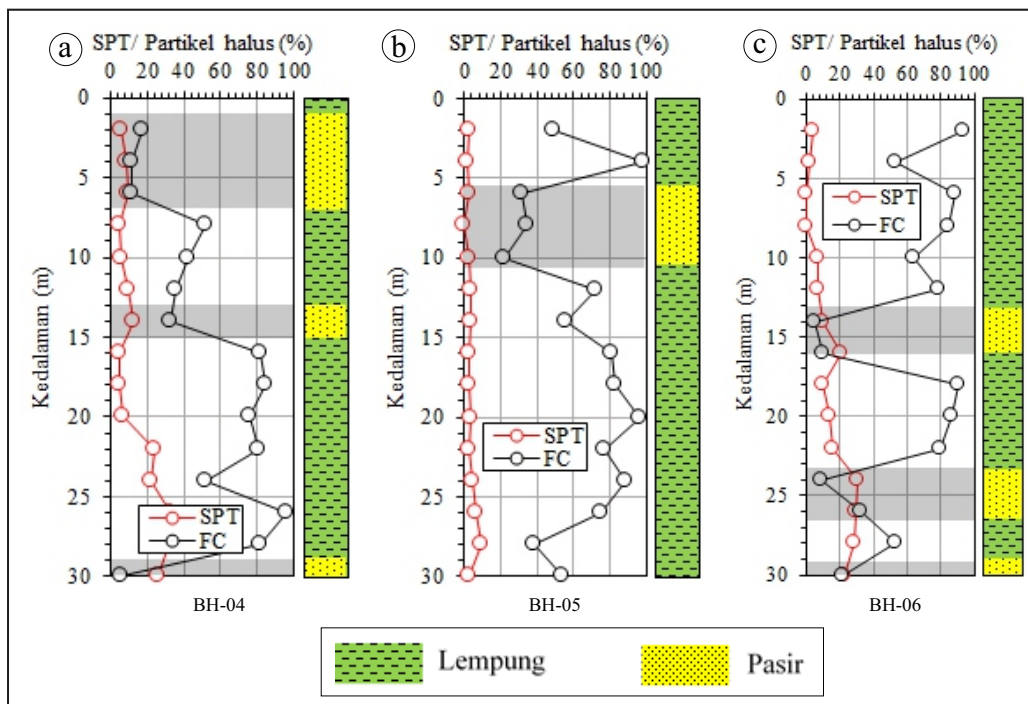 a
SPT/ Partikel halus (%)
0 20 40 60 80 100
0
5
10
15
20
25
30
Kedalaman (m)
SPT
FC
BH-04
b
SPT/ Partikel halus (%)
0 20 40 60 80 100
0
5
10
15
20
25
30
Kedalaman (m)
SPT
FC
BH-05
c
SPT/ Partikel halus (%)
0 20 40 60 80 100
0
5
10
15
20
25
30
Kedalaman (m)
SPT
FC
BH-06
Lempung
Pasir